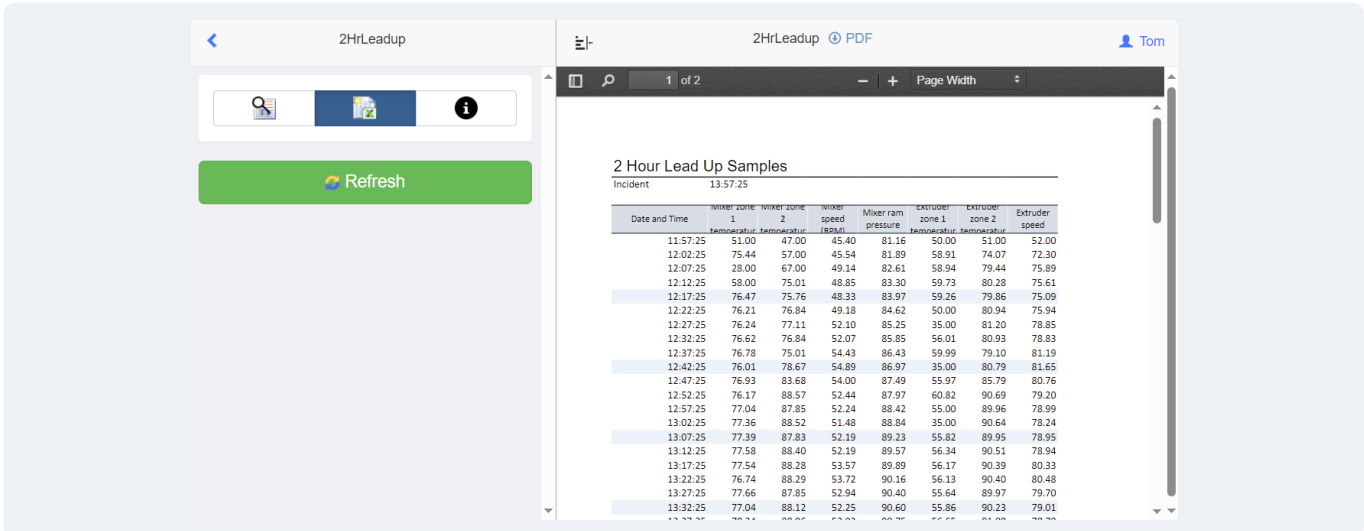 2HrLeadup
2HrLeadup PDF
Tom
1 of 2
Page Width
Refresh
2 Hour Lead Up Samples
Incident 13:57:25
Date and Time Mixer zone 1 temperatur Mixer zone 2 temperatur Mixer speed (RPM) Mixer ram pressure Extruder zone 1 temperatur Extruder zone 2 temperatur Extruder speed
11:57:25 51.00 47.00 45.40 81.16 50.00 51.00 52.00
12:02:25 75.44 57.00 45.54 81.89 58.91 74.07 72.30
12:07:25 28.00 67.00 49.14 82.61 58.94 79.44 75.89
12:12:25 58.00 75.01 48.85 83.30 59.73 80.28 75.61
12:17:25 76.47 75.76 48.33 83.97 59.26 79.86 75.09
12:22:25 76.21 76.84 49.18 84.62 50.00 80.94 75.94
12:27:25 76.24 77.11 52.10 85.25 35.00 81.20 78.85
12:32:25 76.62 76.84 52.07 85.85 56.01 80.93 78.83
12:37:25 76.78 75.01 54.43 86.43 59.99 79.10 81.19
12:42:25 76.01 78.67 54.89 86.97 35.00 80.79 81.65
12:47:25 76.93 83.68 54.00 87.49 55.97 85.79 80.76
12:52:25 76.17 88.57 52.44 87.97 60.82 90.69 79.20
12:57:25 77.04 87.85 52.24 88.42 55.00 89.96 78.99
13:02:25 77.36 88.52 51.48 88.84 35.00 90.64 78.24
13:07:25 77.39 87.83 52.19 89.23 55.82 89.95 78.95
13:12:25 77.58 88.40 52.19 89.57 56.34 90.51 78.94
13:17:25 77.54 88.28 53.57 89.89 56.17 90.39 80.33
13:22:25 76.74 88.29 53.72 90.16 56.13 90.40 80.48
13:27:25 77.66 87.85 52.94 90.40 55.64 89.97 79.70
13:32:25 77.04 88.12 52.25 90.60 55.86 90.23 79.01